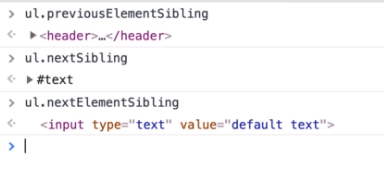 > ul.previousElementSibling
<· ▶<header>…</header>
> ul.nextSibling
<· ▶#text
> ul.nextElementSibling
<· <input type="text" value="default text">
>